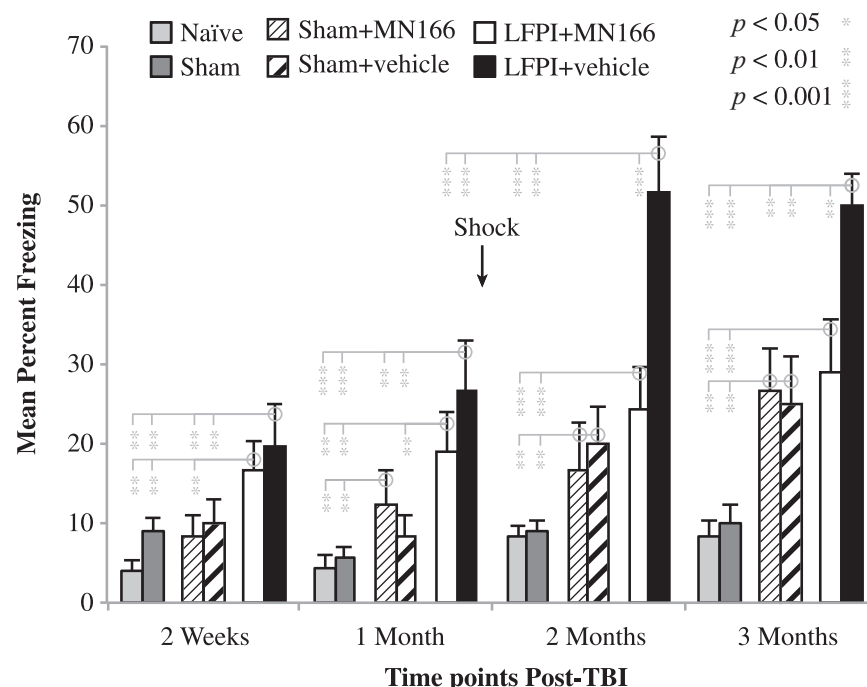 Naïve
Sham+MN166
LFPI+MN166
Sham
Sham+vehicle
LFPI+vehicle
p < 0.05 *
p < 0.01 **
p < 0.001 ***
70
60
50
40
30
20
10
0
Mean Percent Freezing
Shock
2 Weeks
1 Month
2 Months
3 Months
Time points Post-TBI